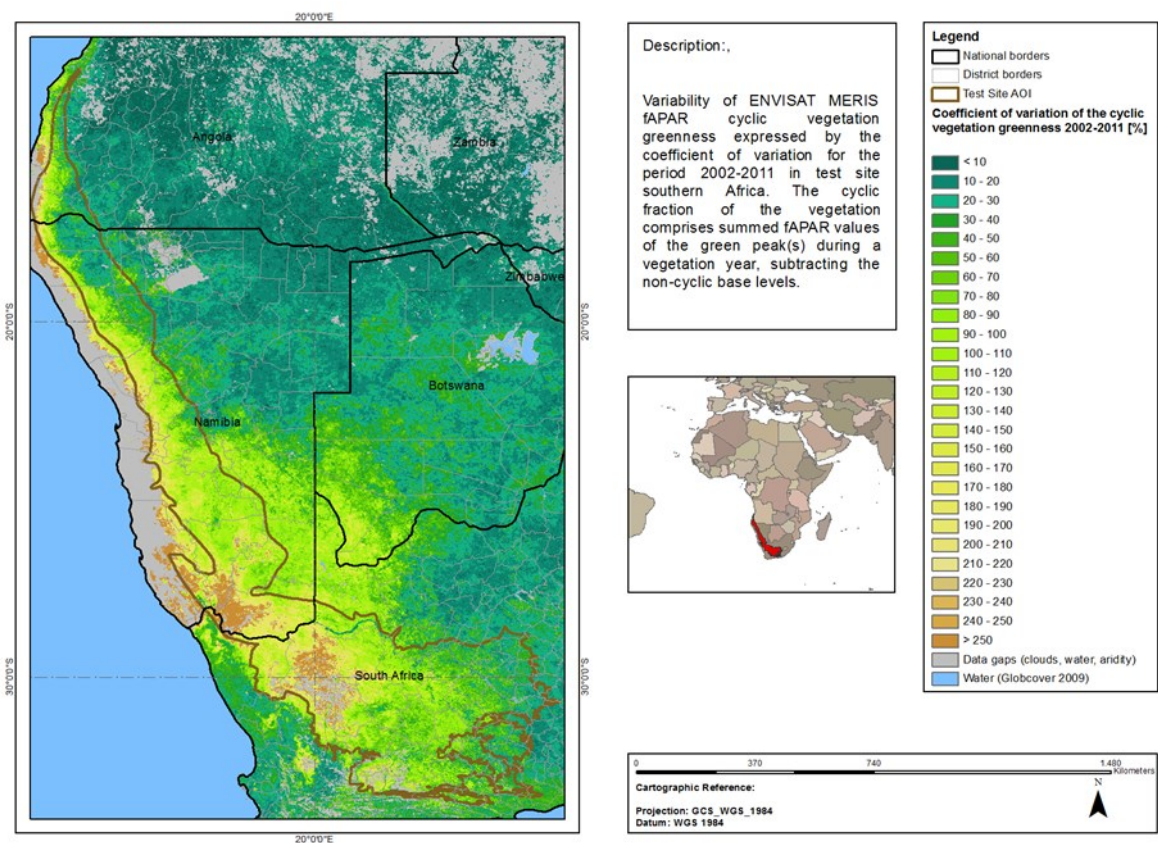 20°0'0"E
Angola
Zambia
Zimbabwe
Botswana
Namibia
South Africa
20°0'0"S
20°0'0"S
30°0'0"S
30°0'0"S
20°0'0"E
Description:,
Variability of ENVISAT MERIS
fAPAR cyclic vegetation
greenness expressed by the
coefficient of variation for the
period 2002-2011 in test site
southern Africa. The cyclic
fraction of the vegetation
comprises summed fAPAR values
of the green peak(s) during a
vegetation year, subtracting the
non-cyclic base levels.
Legend
National borders
District borders
Test Site AOI
Coefficient of variation of the cyclic
vegetation greenness 2002-2011 [%]
< 10
10 - 20
20 - 30
30 - 40
40 - 50
50 - 60
60 - 70
70 - 80
80 - 90
90 - 100
100 - 110
110 - 120
120 - 130
130 - 140
140 - 150
150 - 160
160 - 170
170 - 180
180 - 190
190 - 200
200 - 210
210 - 220
220 - 230
230 - 240
240 - 250
> 250
Data gaps (clouds, water, aridity)
Water (Globcover 2009)
0 370 740 1.480
Kilometers
Cartographic Reference:
N
Projection: GCS_WGS_1984
Datum: WGS 1984